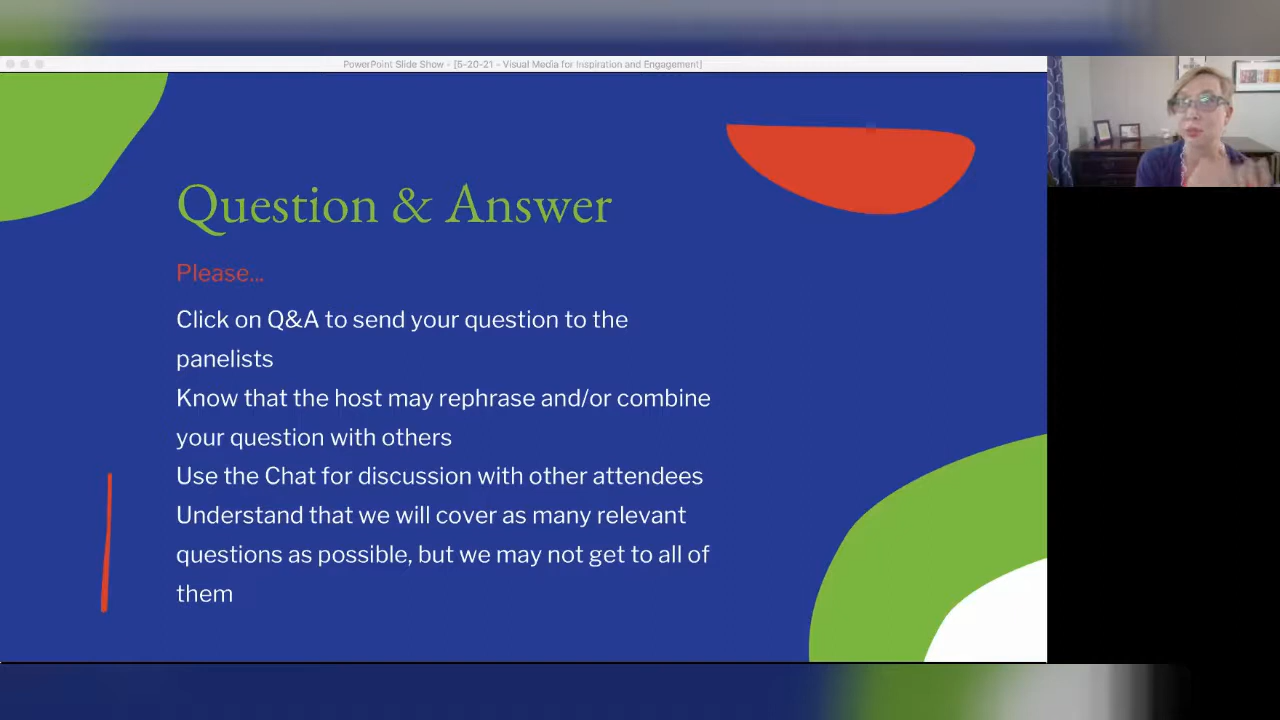 PowerPoint Slide Show - [5-20-21 - Visual Media for Inspiration and Engagement]
Question & Answer
Please...
Click on Q&A to send your question to the
panelists
Know that the host may rephrase and/or combine
your question with others
Use the Chat for discussion with other attendees
Understand that we will cover as many relevant
questions as possible, but we may not get to all of
them